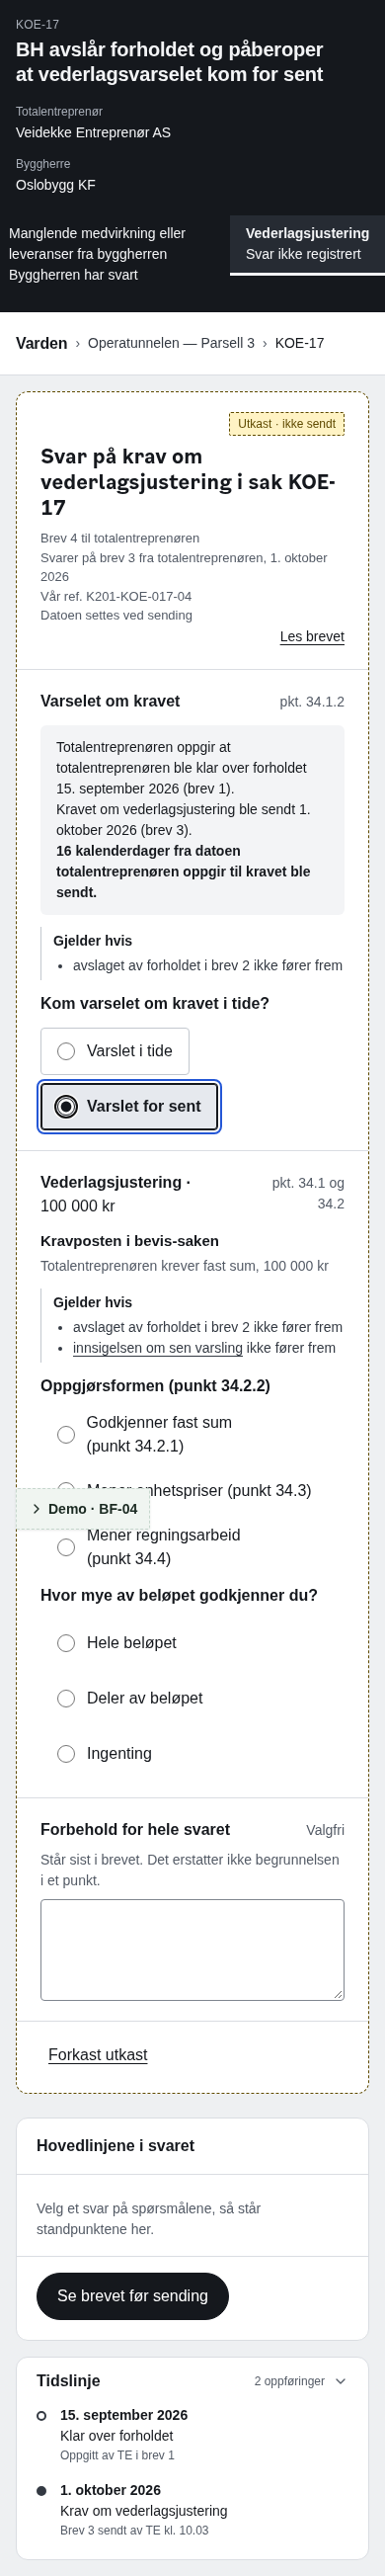 KOE-17
BH avslår forholdet og påberoper
at vederlagsvarselet kom for sent
Totalentreprenør
Veidekke Entreprenør AS
Byggherre
Oslobygg KF
Manglende medvirkning eller
leveranser fra byggherren
Byggherren har svart
Vederlagsjustering
Svar ikke registrert
Varden › Operatunnelen — Parsell 3 › KOE-17
Utkast · ikke sendt
Svar på krav om
vederlagsjustering i sak KOE-
17
Brev 4 til totalentreprenøren
Svarer på brev 3 fra totalentreprenøren, 1. oktober
2026
Vår ref. K201-KOE-017-04
Datoen settes ved sending
Les brevet
Varselet om kravet pkt. 34.1.2
Totalentreprenøren oppgir at
totalentreprenøren ble klar over forholdet
15. september 2026 (brev 1).
Kravet om vederlagsjustering ble sendt 1.
oktober 2026 (brev 3).
16 kalenderdager fra datoen
totalentreprenøren oppgir til kravet ble
sendt.
Gjelder hvis
• avslaget av forholdet i brev 2 ikke fører frem
Kom varselet om kravet i tide?
Varslet i tide
Varslet for sent
Vederlagsjustering · pkt. 34.1 og
100 000 kr 34.2
Kravposten i bevis-saken
Totalentreprenøren krever fast sum, 100 000 kr
Gjelder hvis
• avslaget av forholdet i brev 2 ikke fører frem
• innsigelsen om sen varsling ikke fører frem
Oppgjørsformen (punkt 34.2.2)
Godkjenner fast sum
(punkt 34.2.1)
enhetspriser (punkt 34.3)
Demo · BF-04
Mener regningsarbeid
(punkt 34.4)
Hvor mye av beløpet godkjenner du?
Hele beløpet
Deler av beløpet
Ingenting
Forbehold for hele svaret Valgfri
Står sist i brevet. Det erstatter ikke begrunnelsen
i et punkt.
Forkast utkast
Hovedlinjene i svaret
Velg et svar på spørsmålene, så står
standpunktene her.
Se brevet før sending
Tidslinje 2 oppføringer
15. september 2026
Klar over forholdet
Oppgitt av TE i brev 1
1. oktober 2026
Krav om vederlagsjustering
Brev 3 sendt av TE kl. 10.03